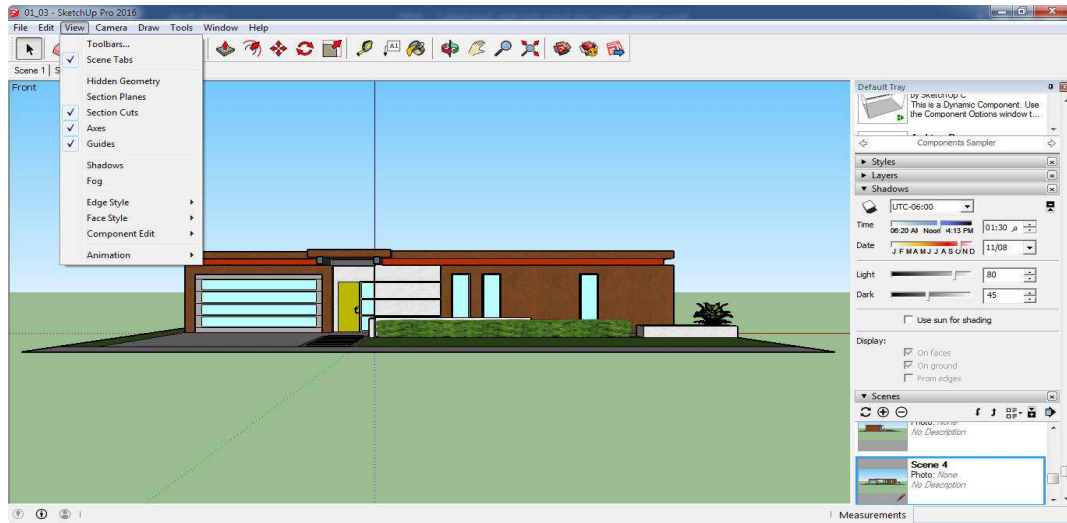 01_03 - SketchUp Pro 2016
File Edit View Camera Draw Tools Window Help
A1
Scene 1 S
Toolbars...
Scene Tabs
Hidden Geometry
Section Planes
Section Cuts
Axes
Guides
Shadows
Fog
Edge Style
Face Style
Component Edit
Animation
Front
Default Tray
by SketchUp C
This is a Dynamic Component. Use
the Component Options window t...
Components Sampler
Styles
Layers
Shadows
UTC-06:00
Time 06:20 AM Noon 4:13 PM 01:30 م
Date J F M A M J J A S O N D 11/08
Light 80
Dark 45
Use sun for shading
Display:
On faces
On ground
From edges
Scenes
Photo: None
No Description
Scene 4
Photo: None
No Description
Measurements